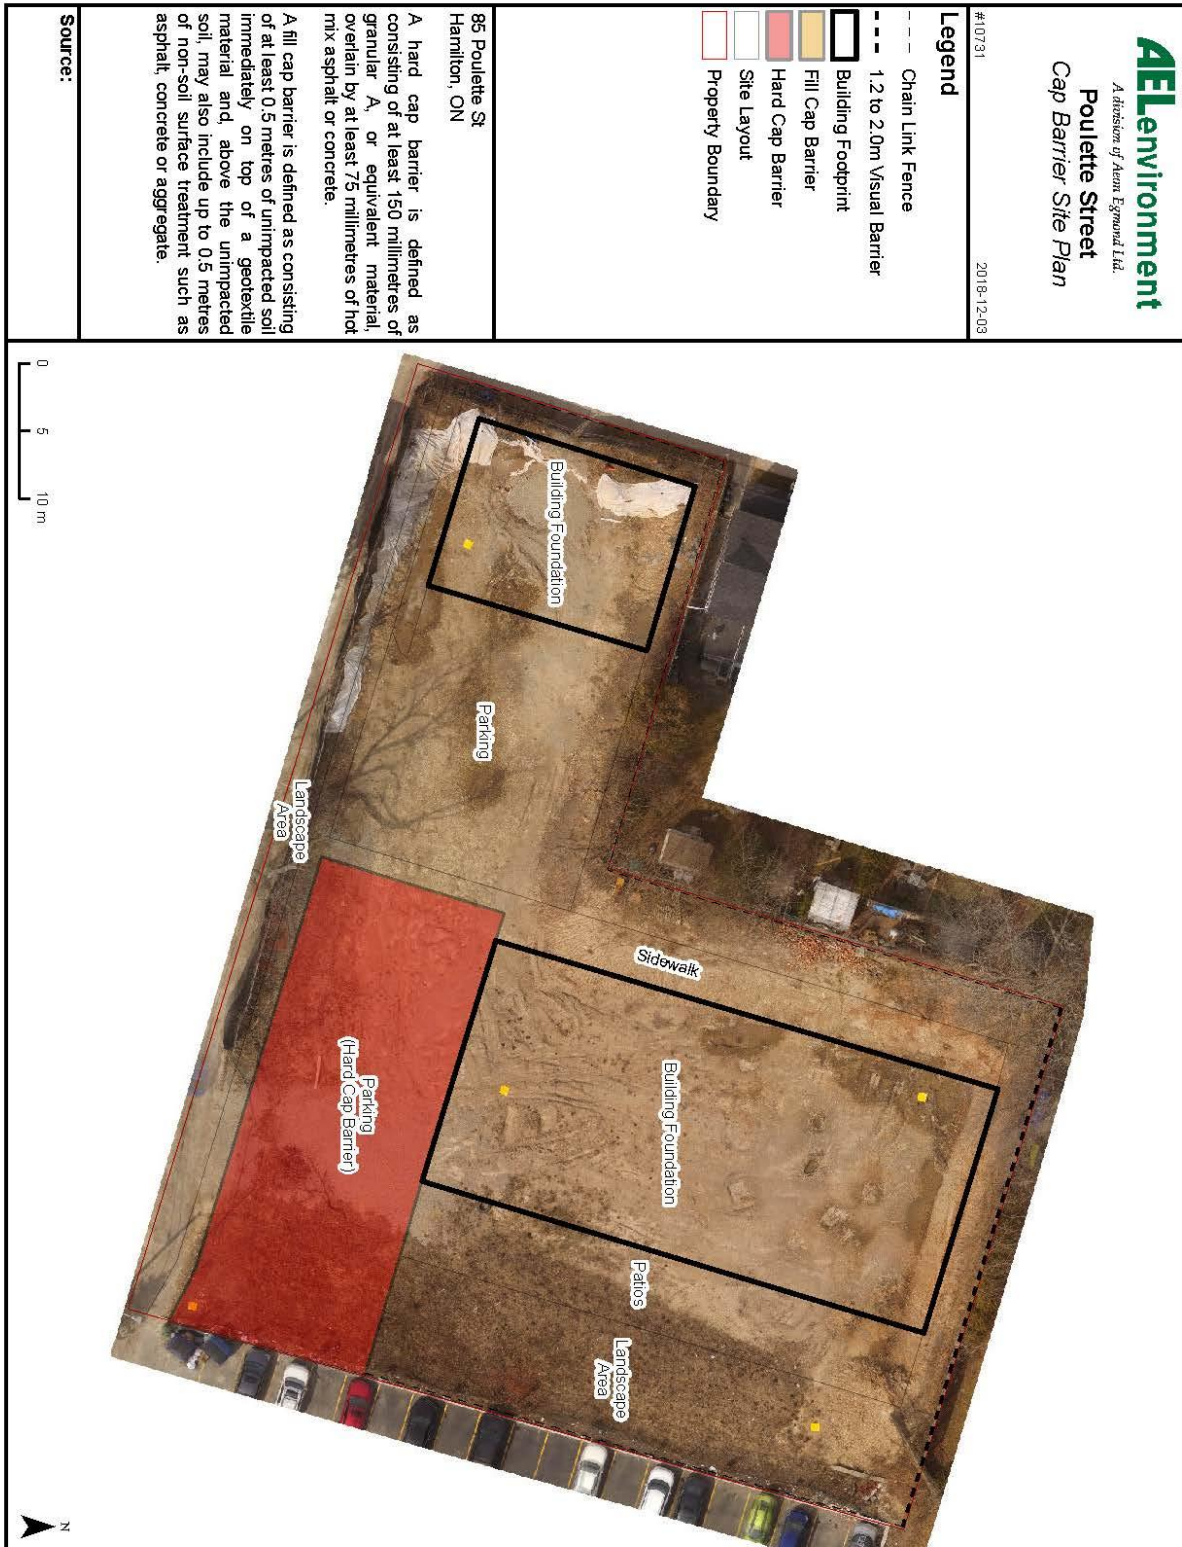 AELenvironment
A division of Aeon Egmond Ltd.
Poulette Street
Cap Barrier Site Plan
#10731
2018-12-03
Legend
Chain Link Fence
1.2 to 2.0m Visual Barrier
Building Footprint
Fill Cap Barrier
Hard Cap Barrier
Site Layout
Property Boundary
85 Poulette St
Hamilton, ON
A hard cap barrier is defined as
consisting of at least 150 millimetres of
granular A, or equivalent material,
overlain by at least 75 millimetres of hot
mix asphalt or concrete.
A fill cap barrier is defined as consisting
of at least 0.5 metres of unimpacted soil
immediately on top of a geotextile
material and, above the unimpacted
soil, may also include up to 0.5 metres
of non-soil surface treatment such as
asphalt, concrete or aggregate.
Source:
Building Foundation
Parking
Landscape
Area
Sidewalk
Building Foundation
Parking
(Hard Cap Barrier)
Patios
Landscape
Area
0
5
10 m
N